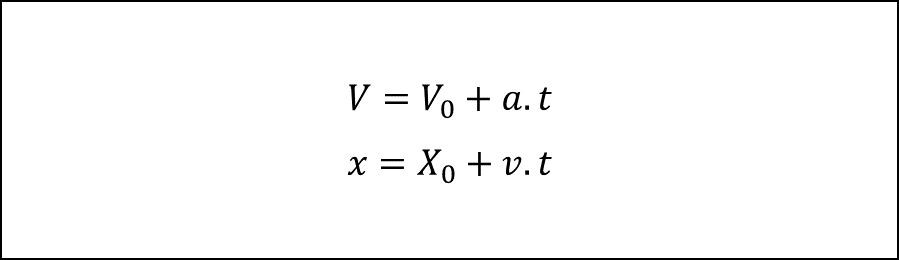 V = V₀ + a. t
x = X₀ + v. t